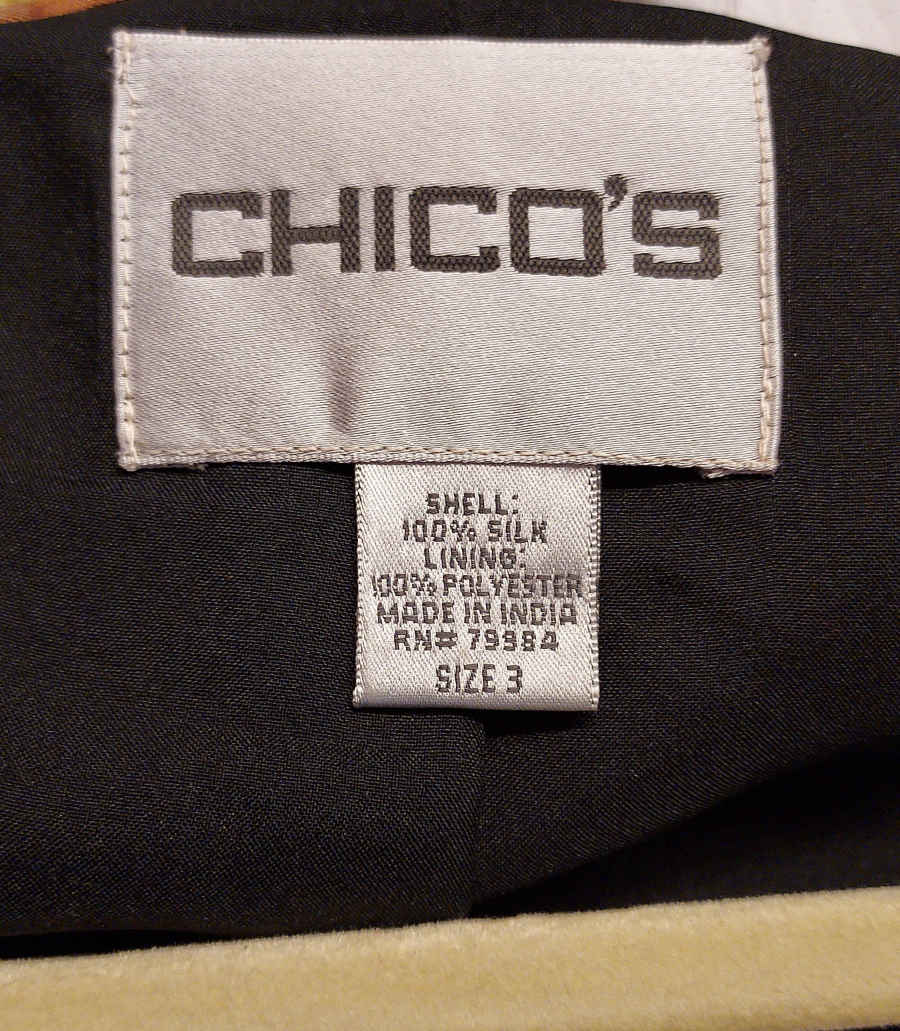 CHICO'S
SHELL:
100% SILK
LINING:
100% POLYESTER
MADE IN INDIA
RN# 79984
SIZE 3